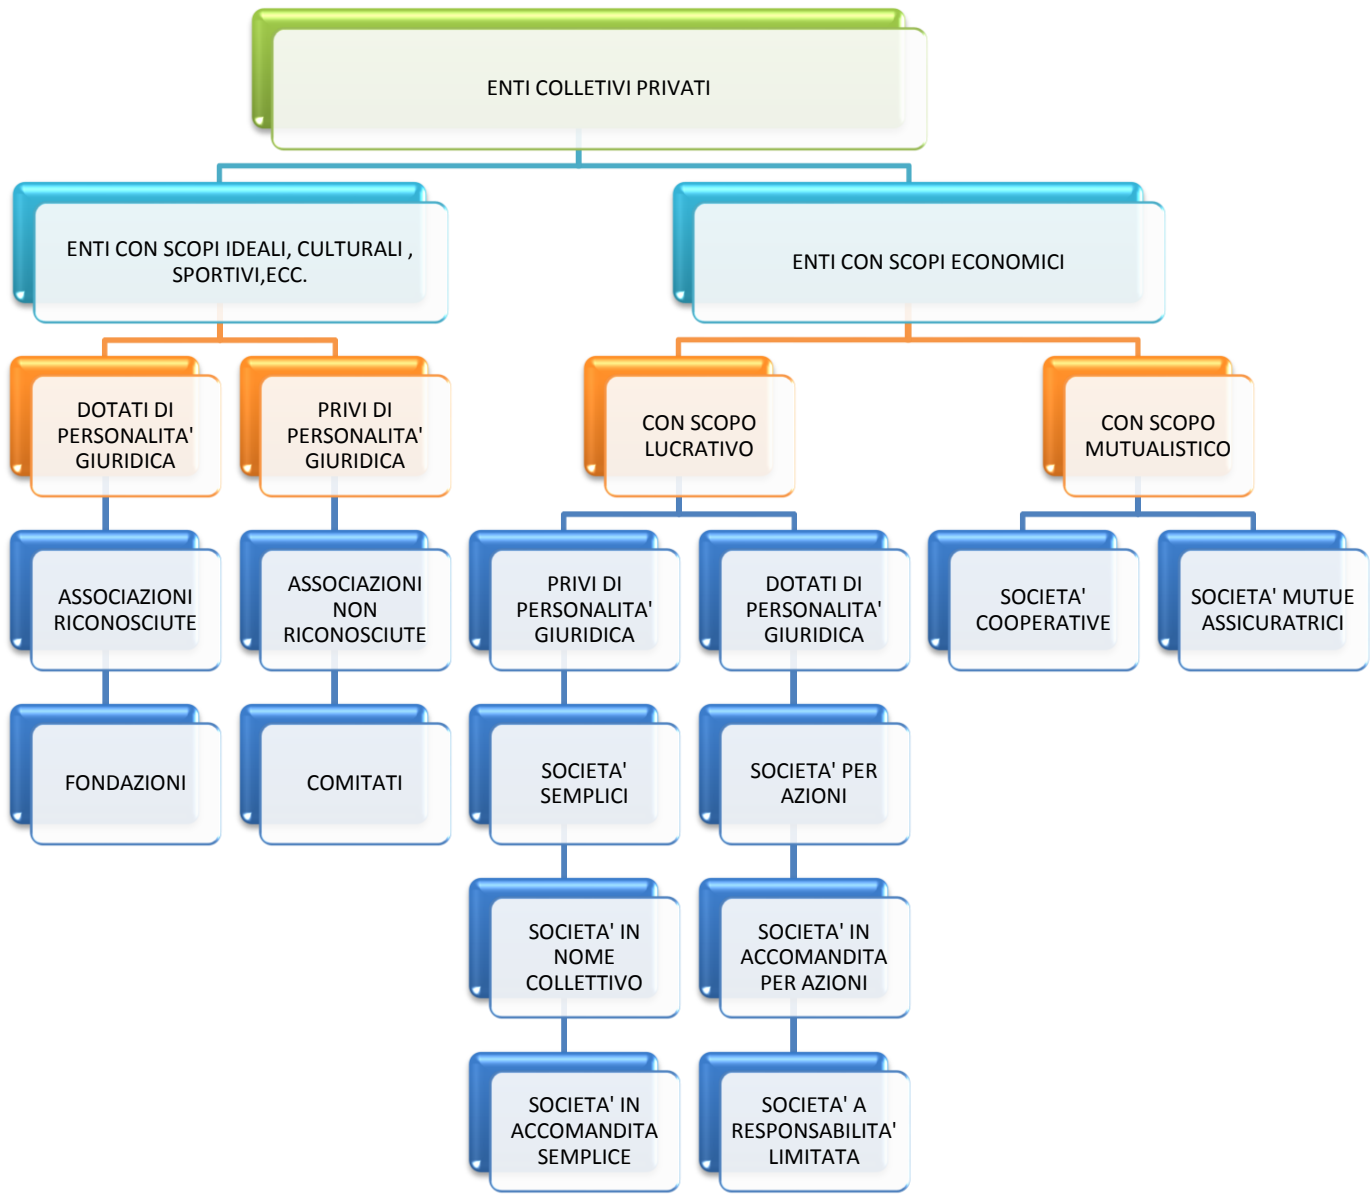 ENTI COLLETIVI PRIVATI
ENTI CON SCOPI IDEALI, CULTURALI ,
SPORTIVI,ECC.
ENTI CON SCOPI ECONOMICI
DOTATI DI
PERSONALITA'
GIURIDICA
PRIVI DI
PERSONALITA'
GIURIDICA
CON SCOPO
LUCRATIVO
CON SCOPO
MUTUALISTICO
ASSOCIAZIONI
RICONOSCIUTE
ASSOCIAZIONI
NON
RICONOSCIUTE
PRIVI DI
PERSONALITA'
GIURIDICA
DOTATI DI
PERSONALITA'
GIURIDICA
SOCIETA'
COOPERATIVE
SOCIETA' MUTUE
ASSICURATRICI
FONDAZIONI
COMITATI
SOCIETA'
SEMPLICI
SOCIETA' PER
AZIONI
SOCIETA' IN
NOME
COLLETTIVO
SOCIETA' IN
ACCOMANDITA
PER AZIONI
SOCIETA' IN
ACCOMANDITA
SEMPLICE
SOCIETA' A
RESPONSABILITA'
LIMITATA